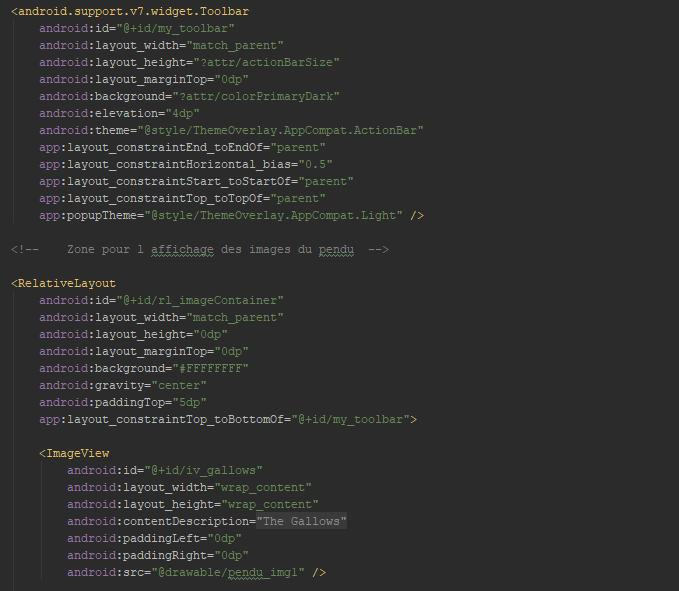 <android.support.v7.widget.Toolbar
android:id="@+id/my_toolbar"
android:layout_width="match_parent"
android:layout_height="?attr/actionBarSize"
android:layout_marginTop="0dp"
android:background="?attr/colorPrimaryDark"
android:elevation="4dp"
android:theme="@style/ThemeOverlay.AppCompat.ActionBar"
app:layout_constraintEnd_toEndOf="parent"
app:layout_constraintHorizontal_bias="0.5"
app:layout_constraintStart_toStartOf="parent"
app:layout_constraintTop_toTopOf="parent"
app:popupTheme="@style/ThemeOverlay.AppCompat.Light" />
<!-- Zone pour l affichage des images du pendu -->
<RelativeLayout
android:id="@+id/rl_imageContainer"
android:layout_width="match_parent"
android:layout_height="0dp"
android:layout_marginTop="0dp"
android:background="#FFFFFFFF"
android:gravity="center"
android:paddingTop="5dp"
app:layout_constraintTop_toBottomOf="@+id/my_toolbar">
<ImageView
android:id="@+id/iv_gallows"
android:layout_width="wrap_content"
android:layout_height="wrap_content"
android:contentDescription="The Gallows"
android:paddingLeft="0dp"
android:paddingRight="0dp"
android:src="@drawable/pendu_img1" />